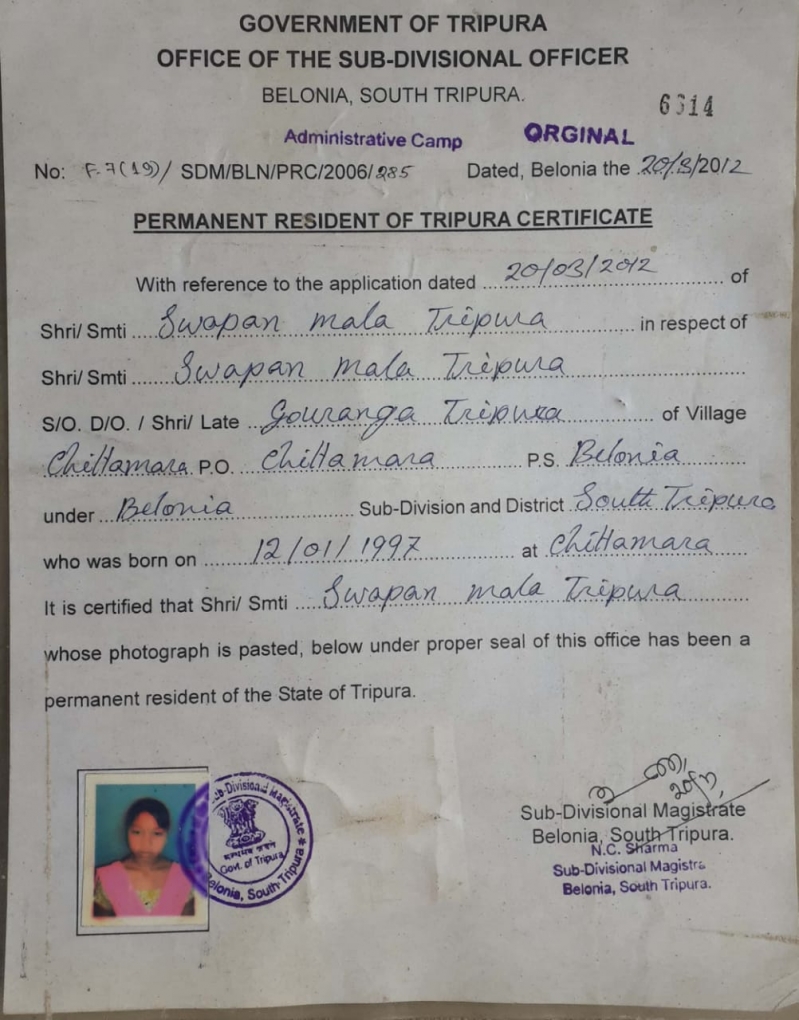 GOVERNMENT OF TRIPURA
OFFICE OF THE SUB-DIVISIONAL OFFICER
BELONIA, SOUTH TRIPURA.
Administrative Camp ORGINAL
No: F.7(19)/ SDM/BLN/PRC/2006/285 Dated, Belonia the 20/3/2012
PERMANENT RESIDENT OF TRIPURA CERTIFICATE
With reference to the application dated 20/03/2012 of
Shri/ Smti Swapan mala Tripura in respect of
Shri/ Smti Swapan mala Tripura
S/O. D/O. / Shri/ Late Gouranga Tripura of Village
Chittamara P.O. Chittamara P.S. Belonia
under Belonia Sub-Division and District South Tripura
who was born on 12/01/1997 at Chittamara
It is certified that Shri/ Smti Swapan mala Tripura
whose photograph is pasted, below under proper seal of this office has been a
permanent resident of the State of Tripura.
Sub-Divisional Magistrate
सत्यमेव जयते
Govt. of Tripura
Belonia, South Tripura
Sub-Divisional Magistrate
Belonia, South Tripura.
N.C. Sharma
Sub-Divisional Magistra
Belonia, South Tripura.